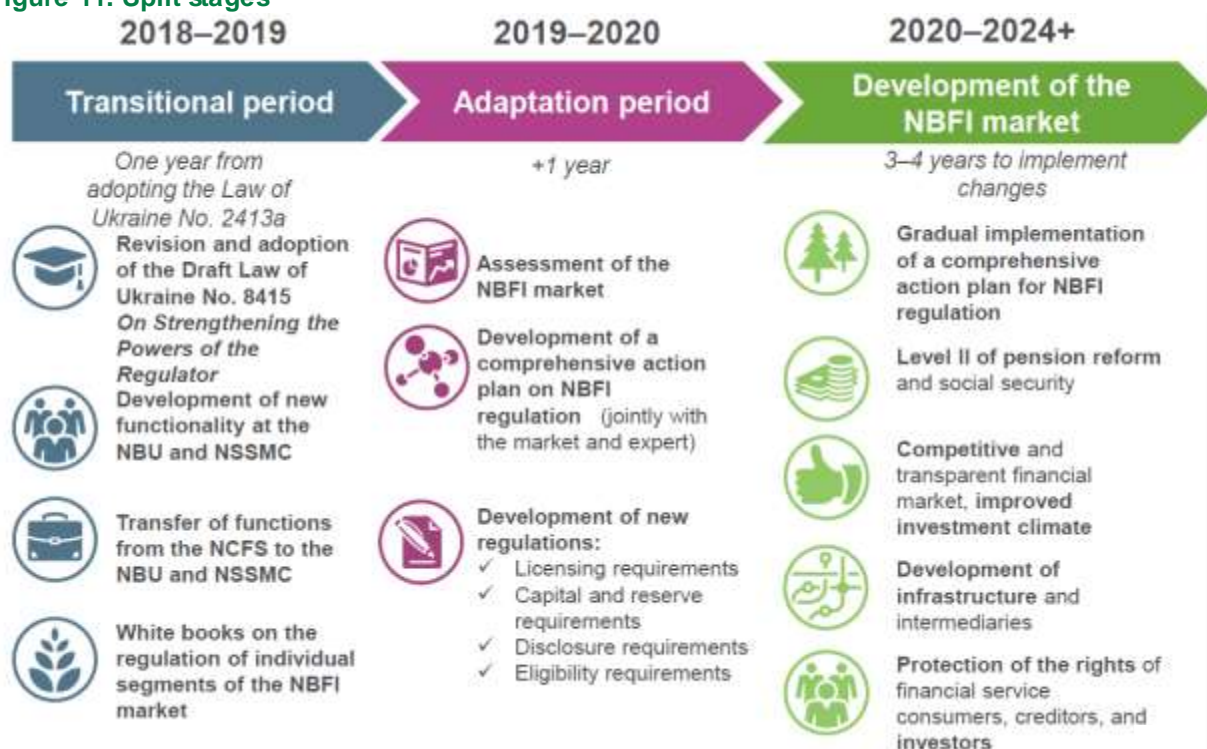 Figure 11: Split stages
2018–2019
Transitional period
One year from
adopting the Law of
Ukraine No. 2413a
Revision and adoption
of the Draft Law of
Ukraine No. 8415
On Strengthening the
Powers of the
Regulator
Development of new
functionality at the
NBU and NSSMC
Transfer of functions
from the NCFS to the
NBU and NSSMC
White books on the
regulation of individual
segments of the NBFI
market
2019–2020
Adaptation period
+1 year
Assessment of the
NBFI market
Development of a
comprehensive action
plan on NBFI
regulation (jointly with
the market and expert)
Development of new
regulations:
✓ Licensing requirements
✓ Capital and reserve
requirements
✓ Disclosure requirements
✓ Eligibility requirements
2020–2024+
Development of the
NBFI market
3–4 years to implement
changes
Gradual implementation
of a comprehensive
action plan for NBFI
regulation
Level II of pension reform
and social security
Competitive and
transparent financial
market, improved
investment climate
Development of
infrastructure and
intermediaries
Protection of the rights of
financial service
consumers, creditors, and
investors